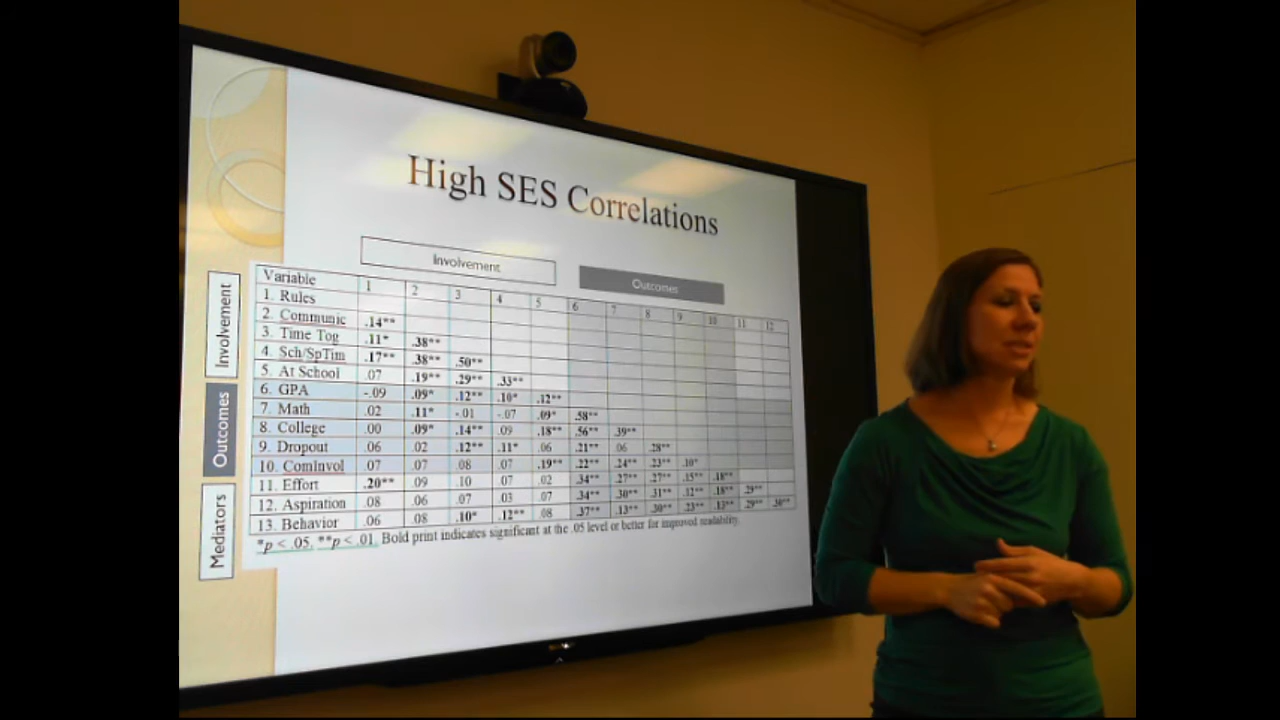 High SES Correlations
Involvement
Outcomes
Involvement
Outcomes
Mediators
Variable 1 2 3 4 5 6 7 8 9 10 11 12
1. Rules
2. Communic .14**
3. Time Tog .11* .38**
4. Sch/SpTim .17** .38** .50**
5. At School .07 .19** .29** .33**
6. GPA -.09 .09* .12** .10* .12**
7. Math .02 .11* -.01 -.07 .09* .58**
8. College .00 .09* .14** .09 .18** .56** .39**
9. Dropout .06 .02 .12** .11* .06 .21** .06 .28**
10. ComInvol .07 .07 .08 .07 .19** .22** .24** .23** .10*
11. Effort .20** .09 .10 .07 .02 .34** .27** .27** .15** .18**
12. Aspiration .08 .06 .07 .03 .07 .34** .30** .31** .12** .18** .29**
13. Behavior .06 .08 .10* .12** .08 .37** .13** .30** .23** .13** .29** .30**
*p < .05. **p < .01. Bold print indicates significant at the .05 level or better for improved readability.